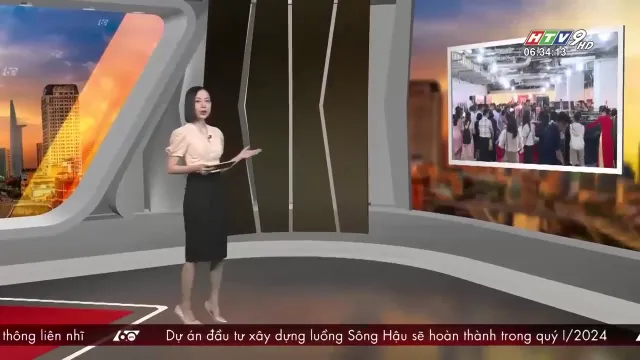 HTV9 HD
06:34:13
thông liên nhĩ 60 Dự án đầu tư xây dựng luồng Sông Hậu sẽ hoàn thành trong quý I/2024